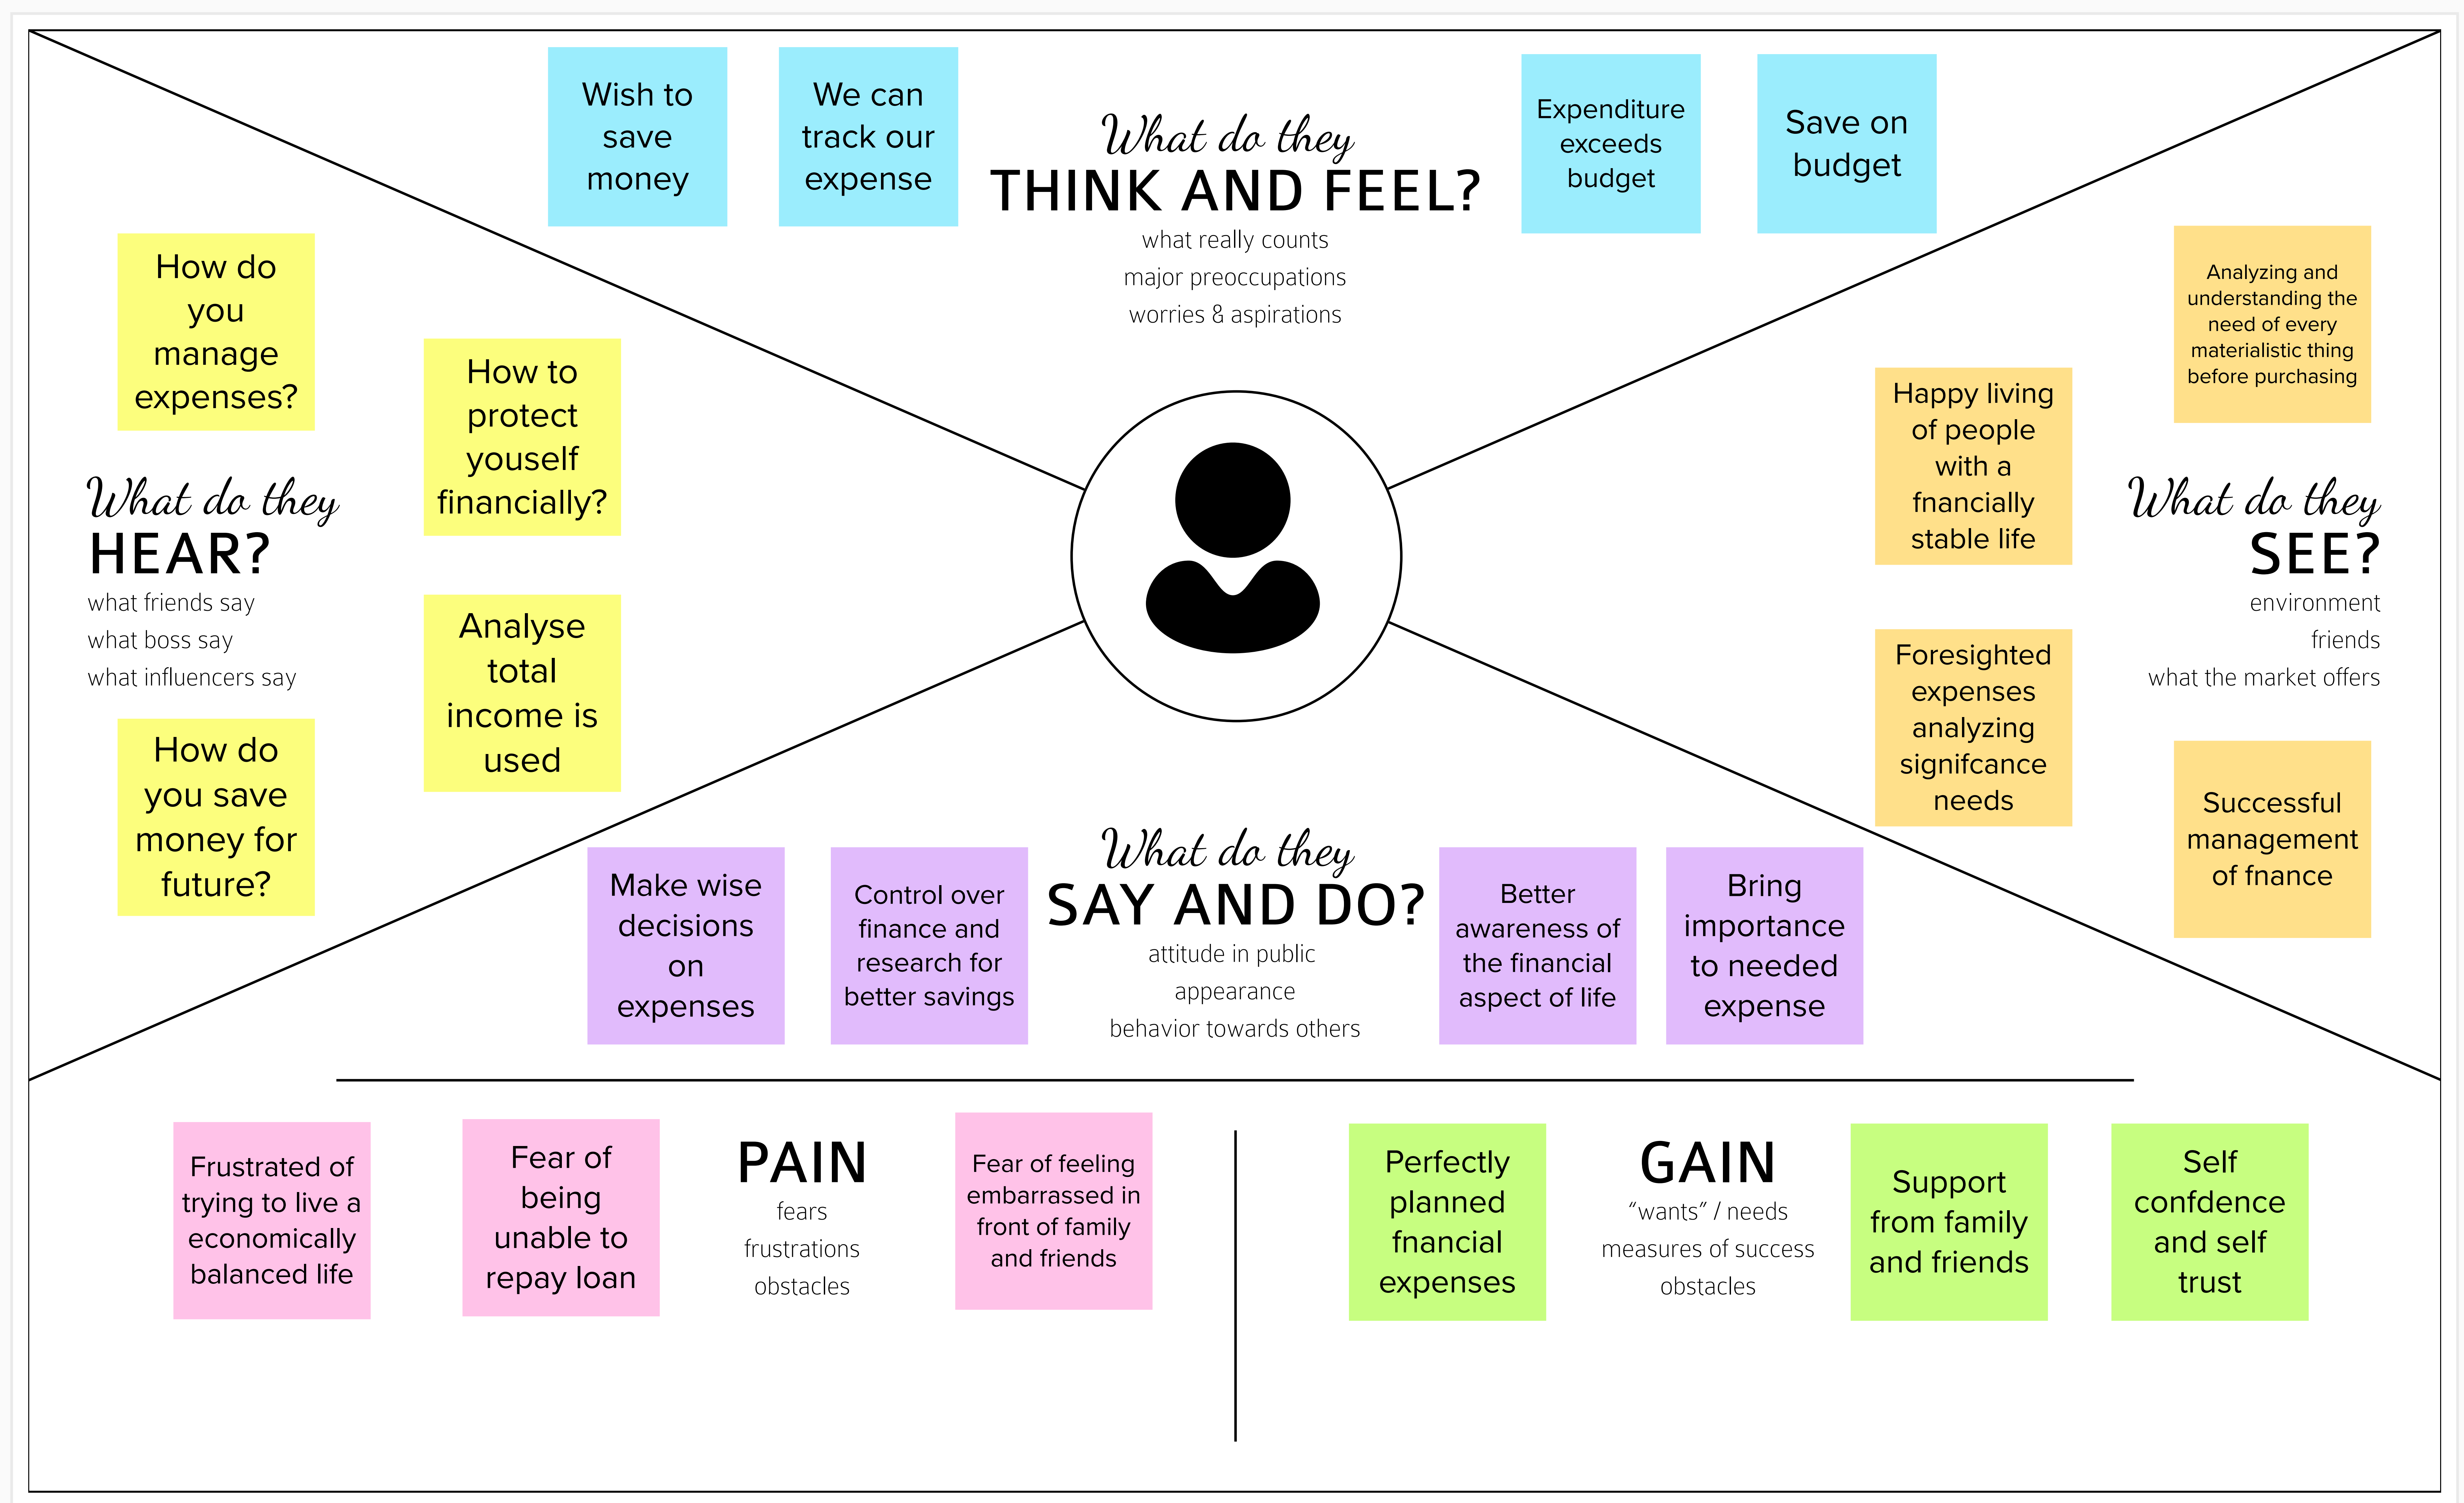 Wish to
save
money
We can
track our
expense
What do they
THINK AND FEEL?
what really counts
major preoccupations
worries & aspirations
Expenditure
exceeds
budget
Save on
budget
How do
you
manage
expenses?
How to
protect
youself
financially?
What do they
HEAR?
what friends say
what boss say
what influencers say
Analyse
total
income is
used
How do
you save
money for
future?
Analyzing and
understanding the
need of every
materialistic thing
before purchasing
Happy living
of people
with a
fnancially
stable life
What do they
SEE?
environment
friends
what the market offers
Foresighted
expenses
analyzing
signifcance
needs
Successful
management
of fnance
Make wise
decisions
on
expenses
Control over
finance and
research for
better savings
What do they
SAY AND DO?
attitude in public
appearance
behavior towards others
Better
awareness of
the financial
aspect of life
Bring
importance
to needed
expense
Frustrated of
trying to live a
economically
balanced life
Fear of
being
unable to
repay loan
PAIN
fears
frustrations
obstacles
Fear of feeling
embarrassed in
front of family
and friends
Perfectly
planned
fnancial
expenses
GAIN
“wants” / needs
measures of success
obstacles
Support
from family
and friends
Self
confdence
and self
trust